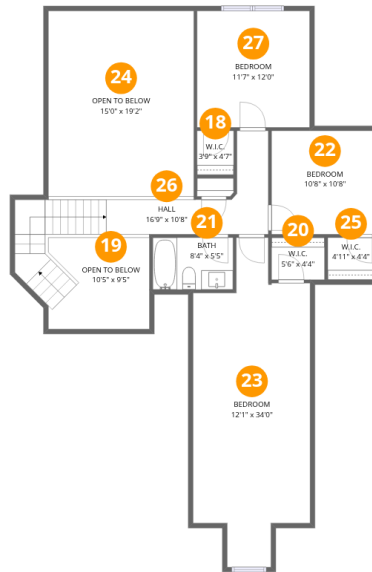 27
BEDROOM
11'7" x 12'0"
24
OPEN TO BELOW
15'0" x 19'2"
18
W.I.C.
3'9" x 4'7"
22
BEDROOM
10'8" x 10'8"
26
HALL
16'9" x 10'8"
21
BATH
8'4" x 5'5"
20
W.I.C.
5'6" x 4'4"
25
W.I.C.
4'11" x 4'4"
19
OPEN TO BELOW
10'5" x 9'5"
23
BEDROOM
12'1" x 34'0"